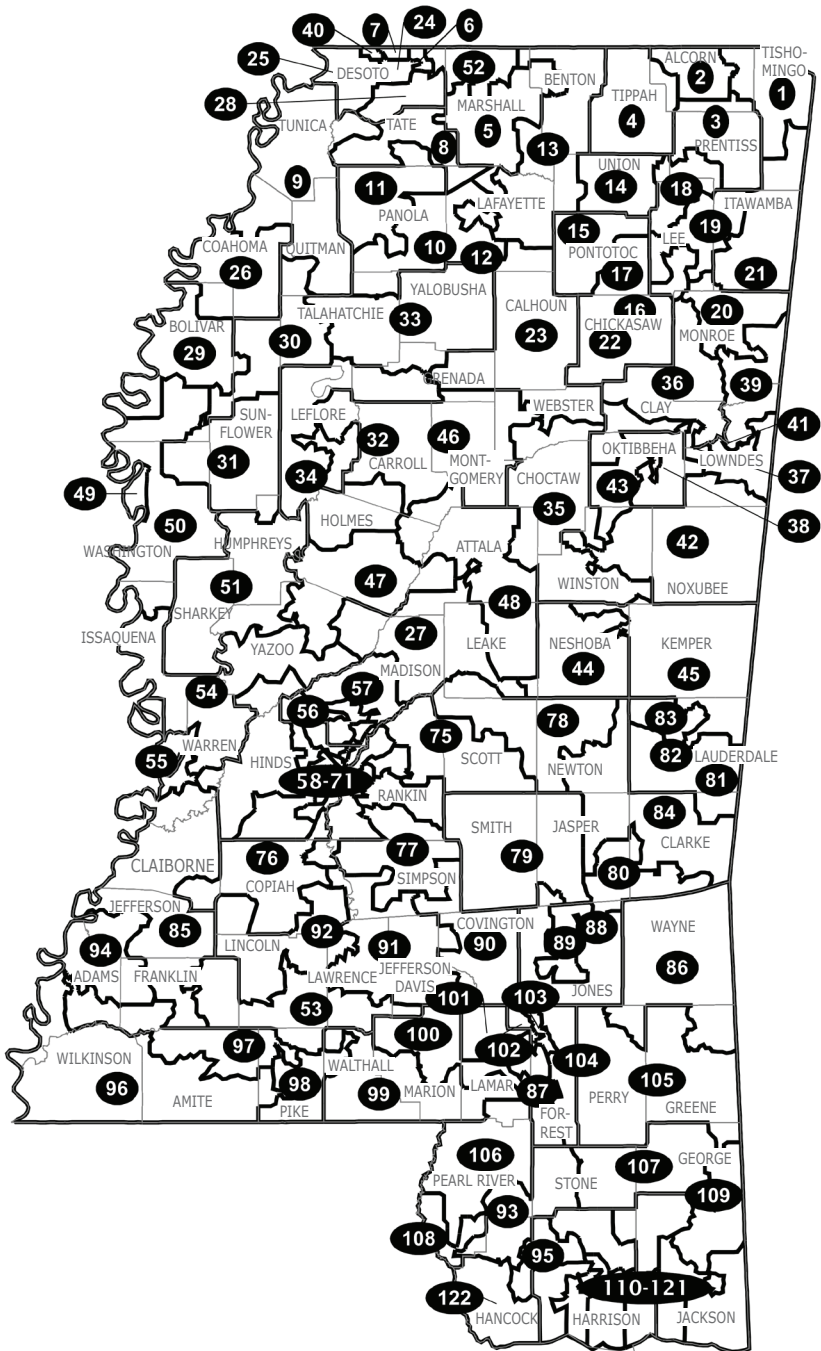 40
7
24
6
25
DESOTO
52
BENTON
ALCORN
2
TISHO-
MINGO
1
28
MARSHALL
5
TIPPAH
4
3
PRENTISS
TUNICA
TATE
8
13
UNION
14
18
9
11
PANOLA
LAFAYETTE
ITAWAMBA
15
LEE
19
COAHOMA
QUITMAN
10
12
PONTOTOC
17
26
21
YALOBUSHA
TALAHATCHIE
33
CALHOUN
23
16
CHICKASAW
22
20
MONROE
BOLIVAR
29
30
GRENADA
36
39
WEBSTER
CLAY
SUN-
FLOWER
LEFLORE
32
46
41
31
CARROLL
MONT-
GOMERY
CHOCTAW
OKTIBBEHA
LOWNDES
37
34
35
43
49
50
HOLMES
38
WASHINGTON
HUMPHREYS
ATTALA
42
51
47
WINSTON
NOXUBEE
SHARKEY
48
ISSAQUENA
YAZOO
27
LEAKE
NESHOBA
44
KEMPER
45
MADISON
54
57
56
WARREN
75
78
83
55
HINDS
SCOTT
82
LAUDERDALE
58-71
RANKIN
NEWTON
81
84
SMITH
JASPER
CLARKE
76
77
79
CLAIBORNE
COPIAH
SIMPSON
80
JEFFERSON
85
92
COVINGTON
88
WAYNE
94
LINCOLN
91
90
89
ADAMS
FRANKLIN
LAWRENCE
JEFFERSON
DAVIS
86
JONES
53
101
103
97
100
WILKINSON
WALTHALL
102
104
96
AMITE
98
PIKE
99
MARION
LAMAR
87
PERRY
105
GREENE
FOR-
REST
106
107
GEORGE
PEARL RIVER
STONE
109
93
108
95
110-121
122
HANCOCK
HARRISON
JACKSON